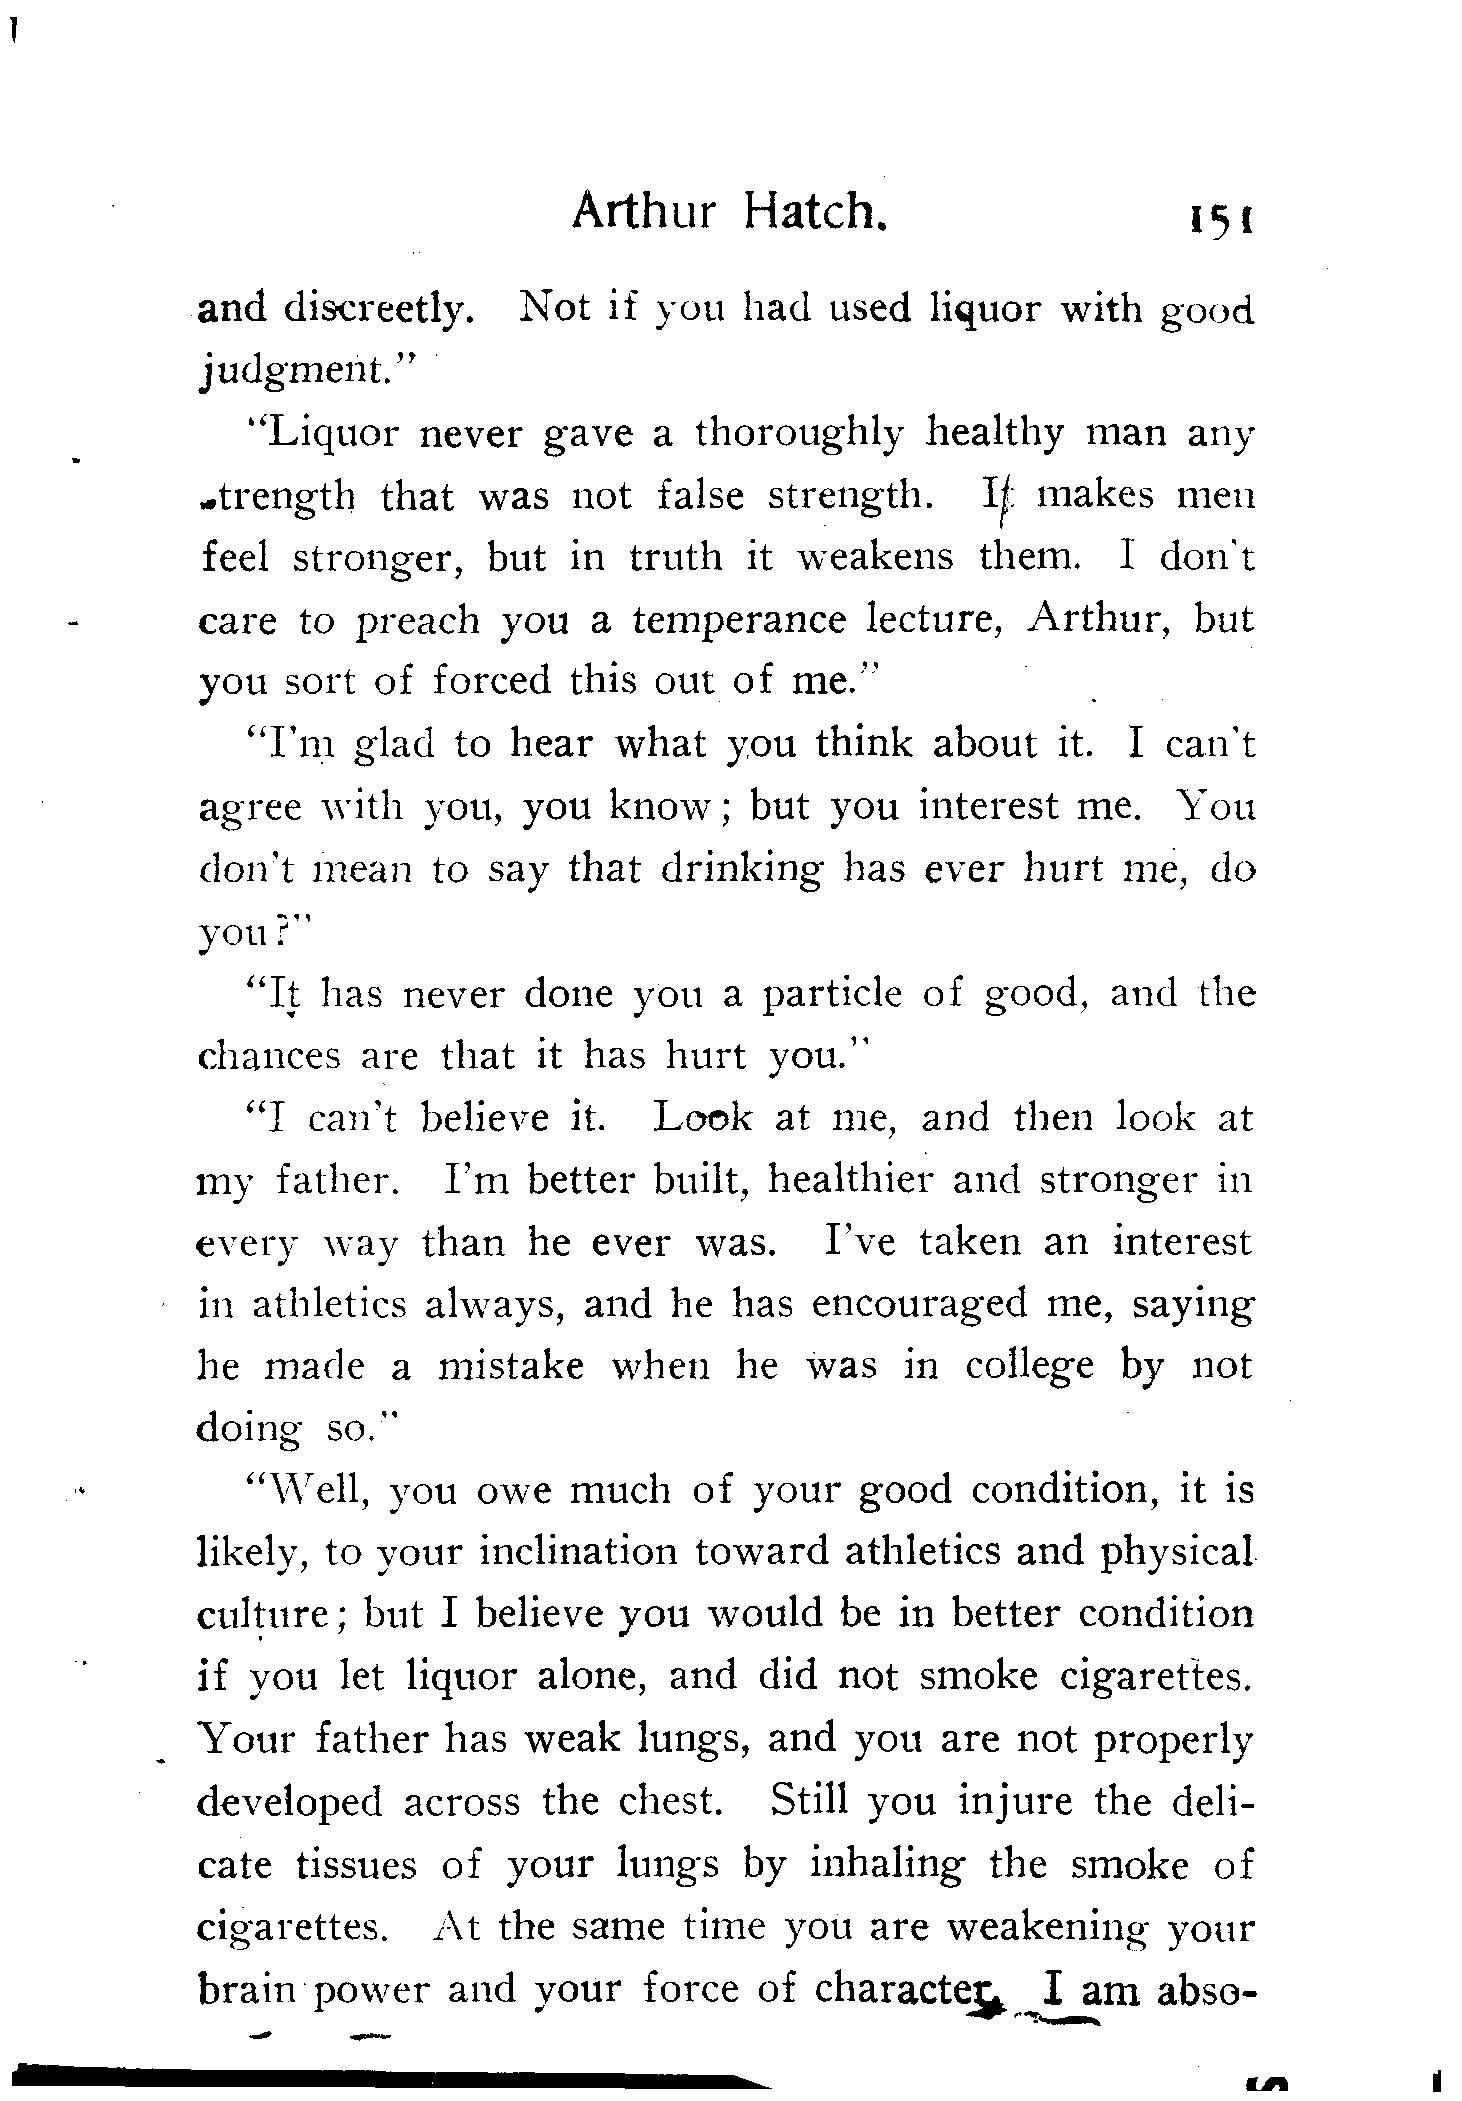 Arthur Hatch. 151
and discreetly. Not if you had used liquor with good
judgment."
"Liquor never gave a thoroughly healthy man any
strength that was not false strength. It makes men
feel stronger, but in truth it weakens them. I don't
care to preach you a temperance lecture, Arthur, but
you sort of forced this out of me."
"I'm glad to hear what you think about it. I can't
agree with you, you know; but you interest me. You
don't mean to say that drinking has ever hurt me, do
you?"
"It has never done you a particle of good, and the
chances are that it has hurt you."
"I can't believe it. Look at me, and then look at
my father. I'm better built, healthier and stronger in
every way than he ever was. I've taken an interest
in athletics always, and he has encouraged me, saying
he made a mistake when he was in college by not
doing so."
"Well, you owe much of your good condition, it is
likely, to your inclination toward athletics and physical
culture; but I believe you would be in better condition
if you let liquor alone, and did not smoke cigarettes.
Your father has weak lungs, and you are not properly
developed across the chest. Still you injure the deli-
cate tissues of your lungs by inhaling the smoke of
cigarettes. At the same time you are weakening your
brain power and your force of character. I am abso-